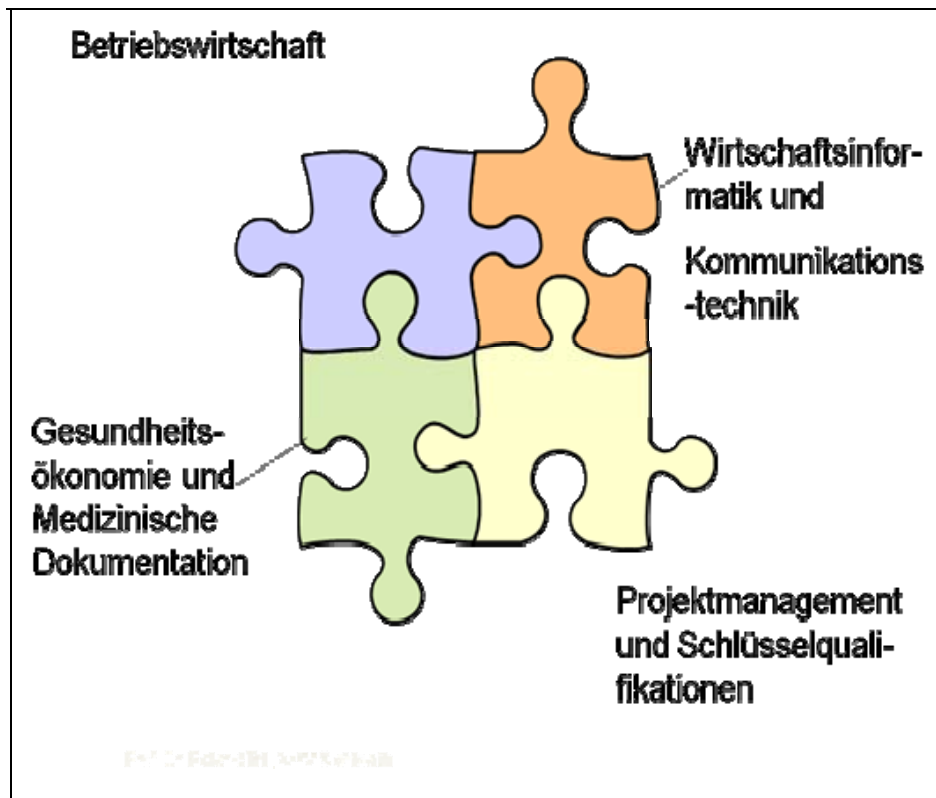 Betriebswirtschaft
Wirtschaftsinfor-
matik und
Kommunikations
-technik
Gesundheits-
ökonomie und
Medizinische
Dokumentation
Projektmanagement
und Schlüsselquali-
fikationen